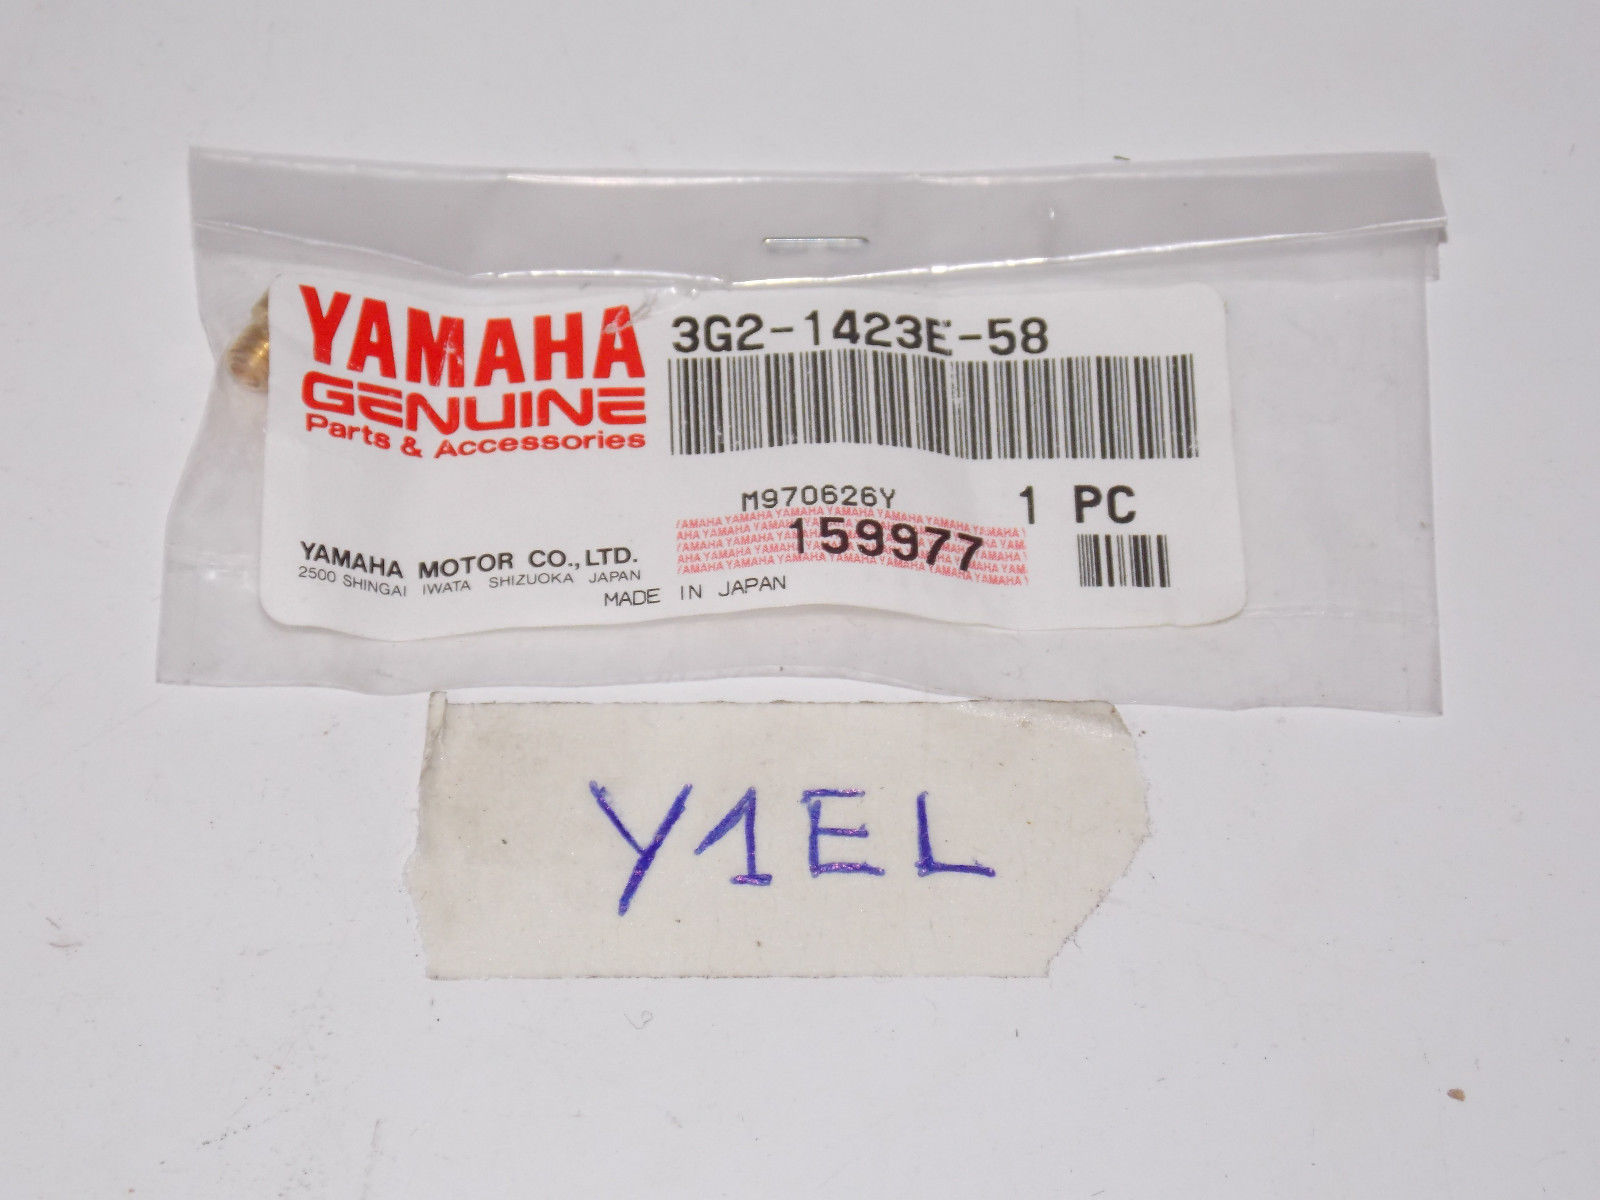 YAMAHA
GENUINE
Parts & Accessories
3G2-1423E-58
M970626Y
1 PC
159977
YAMAHA MOTOR CO., LTD.
2500 SHINGAI IWATA SHIZUOKA JAPAN
MADE IN JAPAN
Y1EL